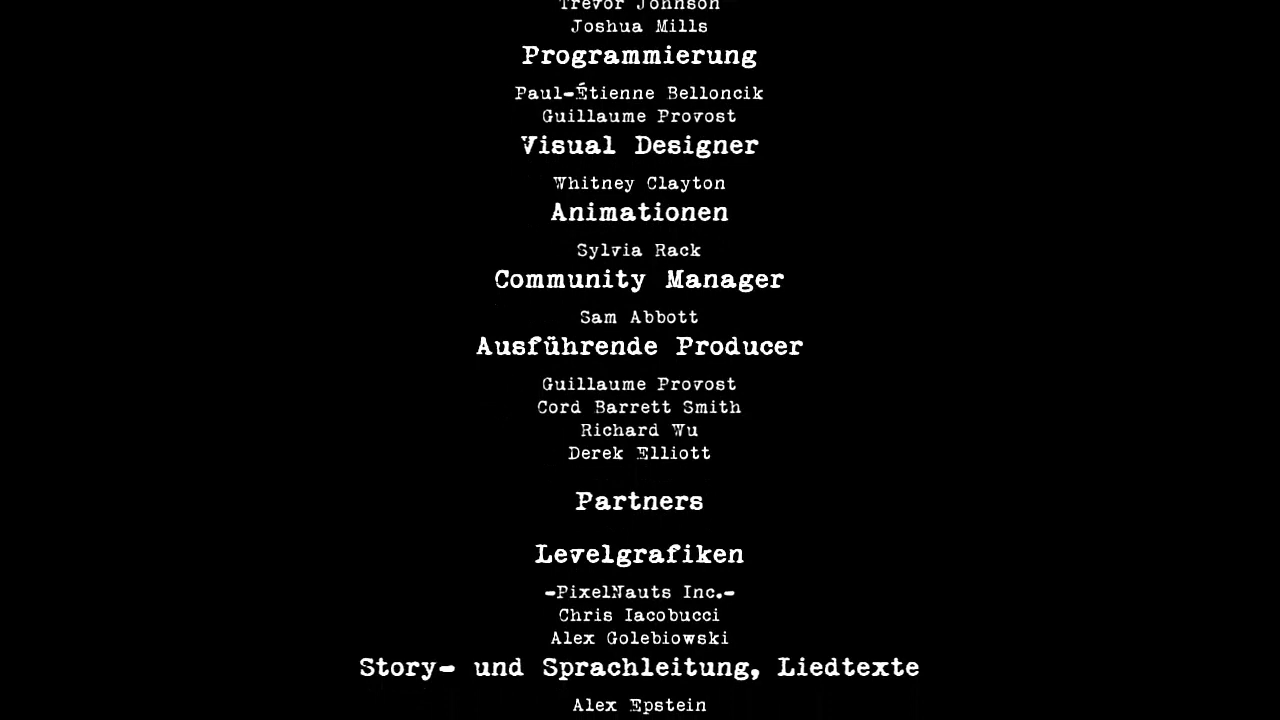 Trevor Johnson
Joshua Mills
Programmierung
Paul-Étienne Belloncik
Guillaume Provost
Visual Designer
Whitney Clayton
Animationen
Sylvia Rack
Community Manager
Sam Abbott
Ausführende Producer
Guillaume Provost
Cord Barrett Smith
Richard Wu
Derek Elliott
Partners
Levelgrafiken
-PixelNauts Inc.-
Chris Iacobucci
Alex Golebiowski
Story- und Sprachleitung, Liedtexte
Alex Epstein